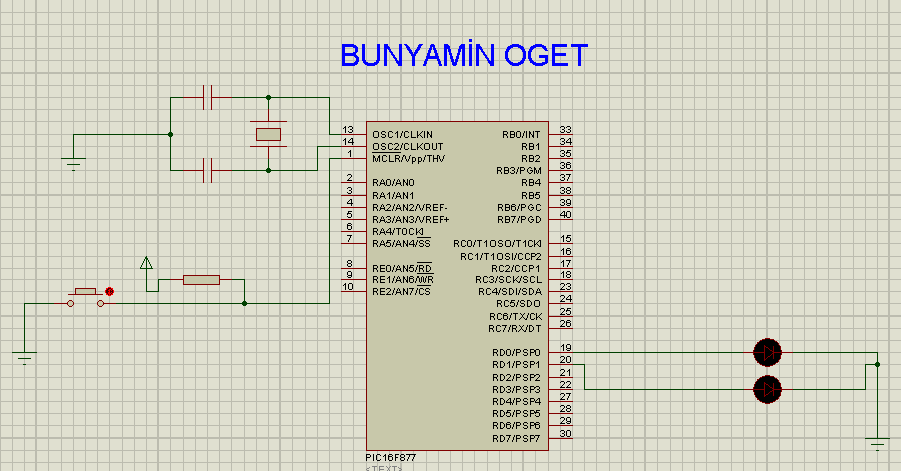 BUNYAMİN OGET
13 OSC1/CLKIN RB0/INT 33
14 OSC2/CLKOUT RB1 34
1 MCLR/Vpp/THV RB2 35
RB3/PGM 36
2 RA0/AN0 RB4 37
3 RA1/AN1 RB5 38
4 RA2/AN2/VREF- RB6/PGC 39
5 RA3/AN3/VREF+ RB7/PGD 40
6 RA4/T0CKI
7 RA5/AN4/SS RC0/T1OSO/T1CKI 15
RC1/T1OSI/CCP2 16
8 RE0/AN5/RD RC2/CCP1 17
9 RE1/AN6/WR RC3/SCK/SCL 18
10 RE2/AN7/CS RC4/SDI/SDA 23
RC5/SDO 24
RC6/TX/CK 25
RC7/RX/DT 26
RD0/PSP0 19
RD1/PSP1 20
RD2/PSP2 21
RD3/PSP3 22
RD4/PSP4 27
RD5/PSP5 28
RD6/PSP6 29
RD7/PSP7 30
PIC16F877
<TEXT>